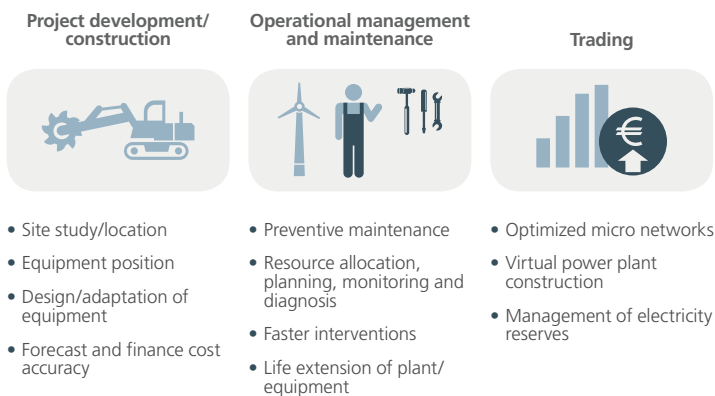 Project development/
construction
• Site study/location
• Equipment position
• Design/adaptation of
equipment
• Forecast and finance cost
accuracy
Operational management
and maintenance
• Preventive maintenance
• Resource allocation,
planning, monitoring and
diagnosis
• Faster interventions
• Life extension of plant/
equipment
Trading
€
• Optimized micro networks
• Virtual power plant
construction
• Management of electricity
reserves